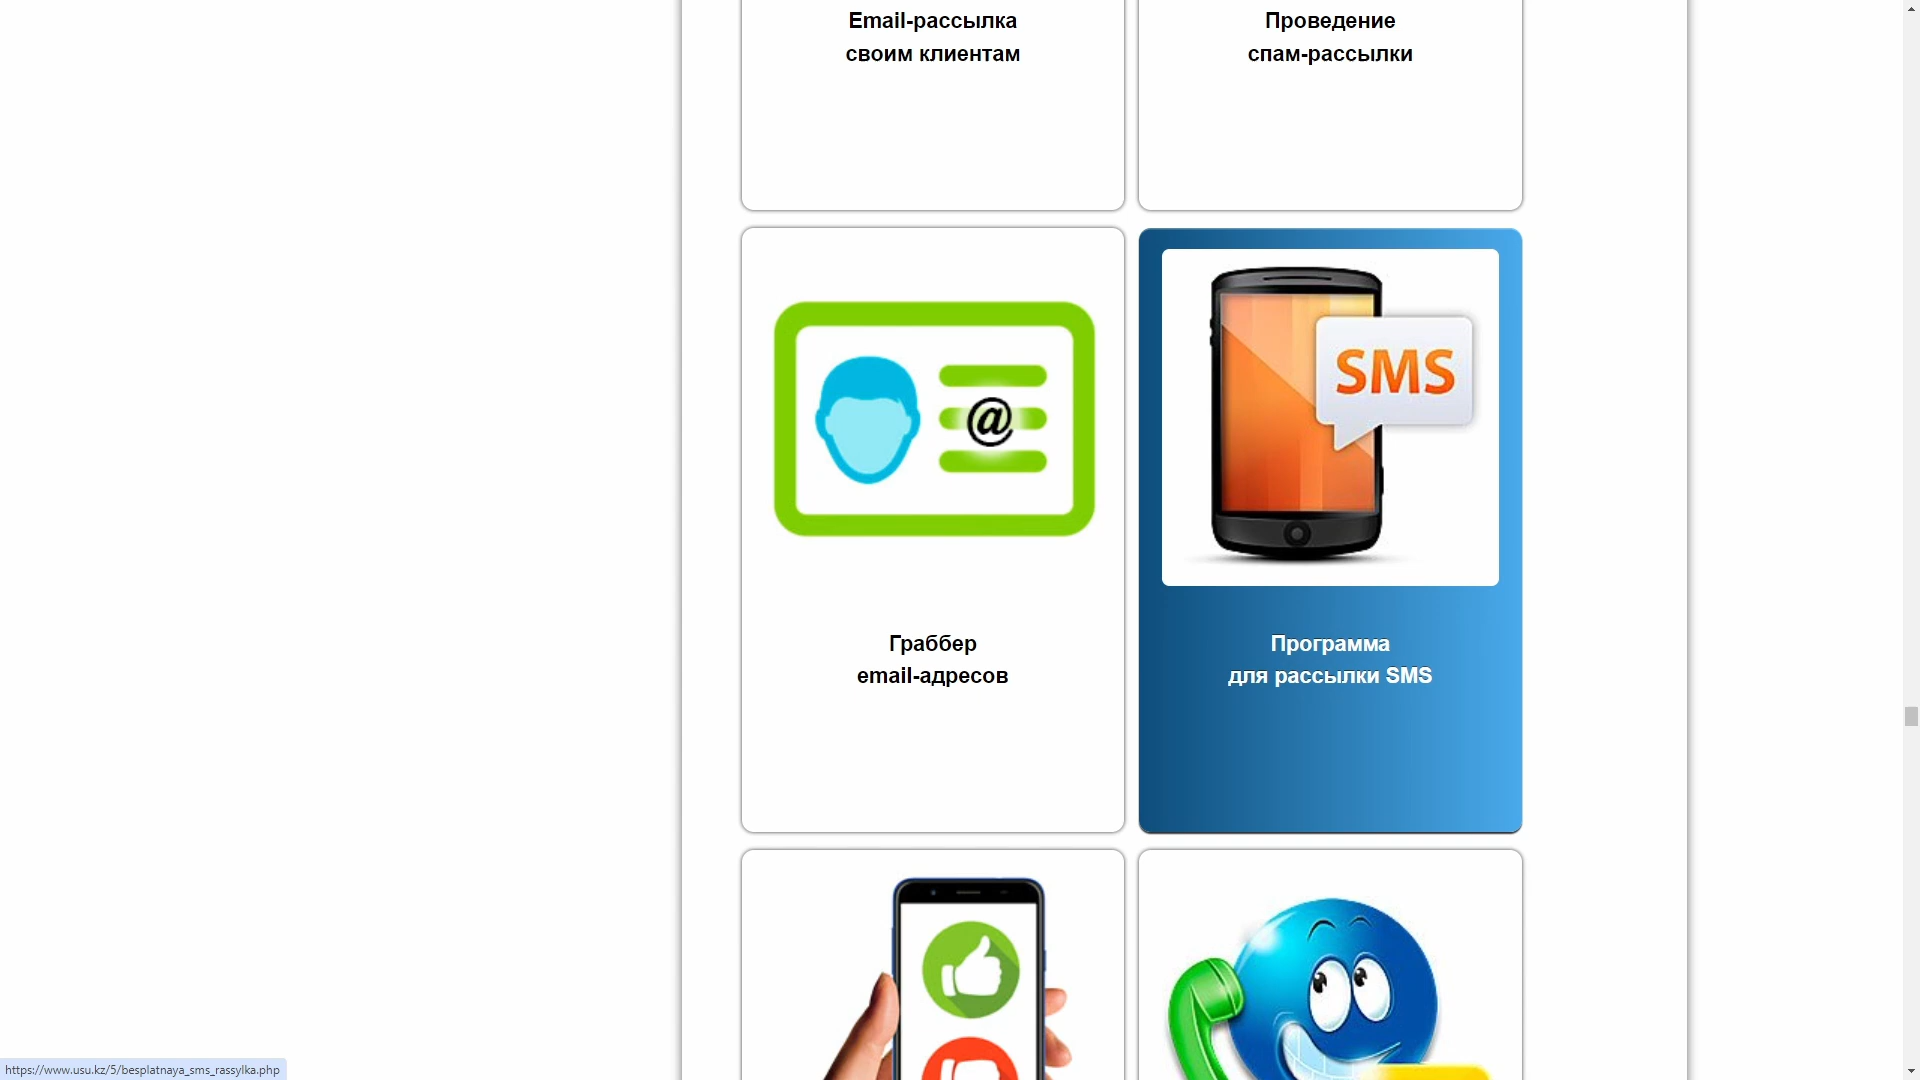 Email-рассылка
своим клиентам
Проведение
спам-рассылки
@
SMS
Граббер
email-адресов
Программа
для рассылки SMS
https://www.usu.kz/5/besplatnaya_sms_rassylka.php